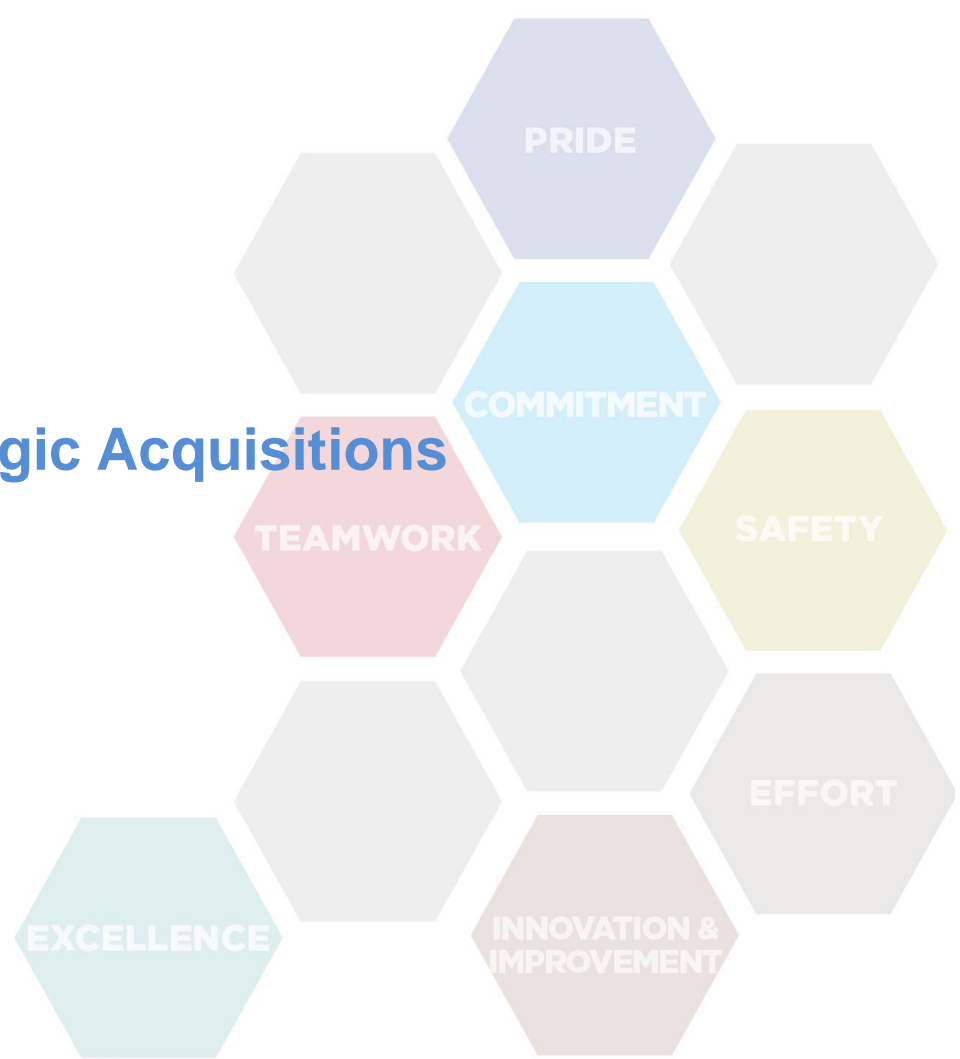 PRIDE
COMMITMENT
gic Acquisitions
TEAMWORK
SAFETY
EFFORT
EXCELLENCE
INNOVATION &
IMPROVEMENT